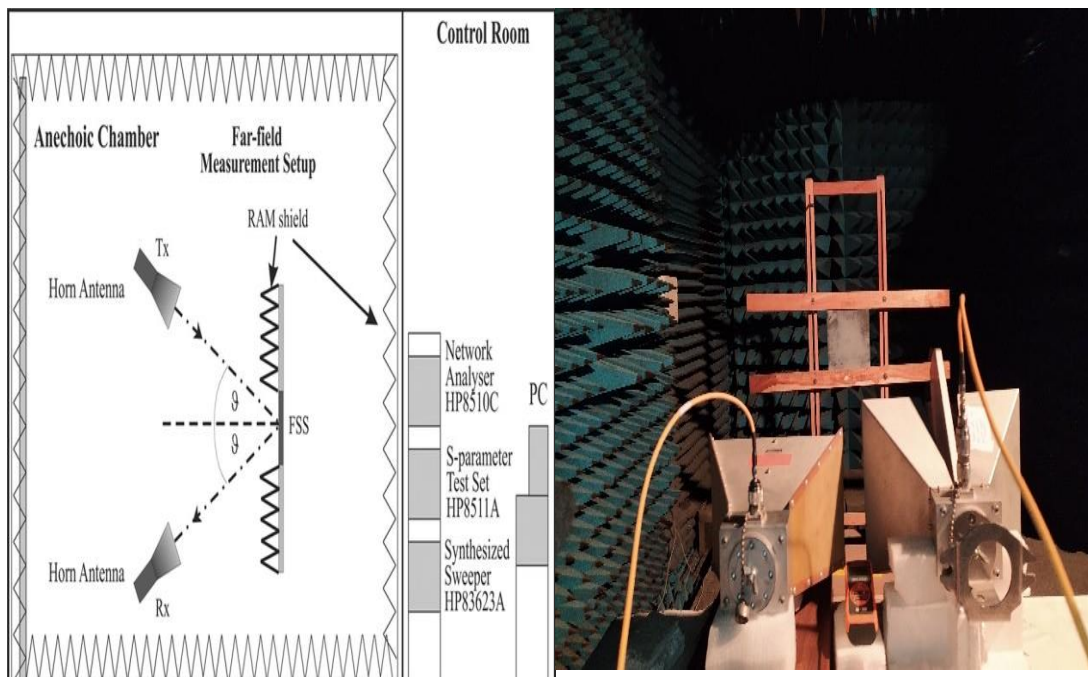 Control Room
Anechoic Chamber
Far-field
Measurement Setup
RAM shield
Tx
Horn Antenna
ϑ
ϑ
FSS
Horn Antenna
Rx
Network
Analyser
HP8510C
S-parameter
Test Set
HP8511A
Synthesized
Sweeper
HP83623A
PC